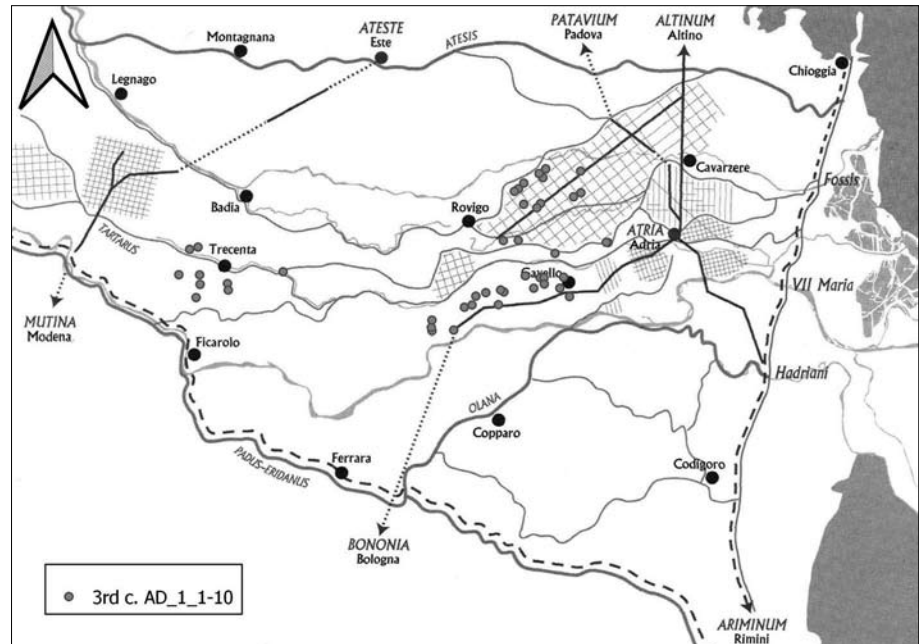 Montagnana
ATESTE
Este
ATESIS
PATAVIUM
Padova
ALTINUM
Altino
Chioggia
Legnago
Cavarzere
Fossis
Badia
Rovigo
ATRIA
Adria
TARTARUS
Trecenta
Gavello
VII Maria
MUTINA
Modena
Ficarolo
Hadriani
OLANA
Copparo
Ferrara
Codigoro
PADUS-ERIDANUS
BONONIA
Bologna
3rd c. AD_1_1-10
ARIMINUM
Rimini